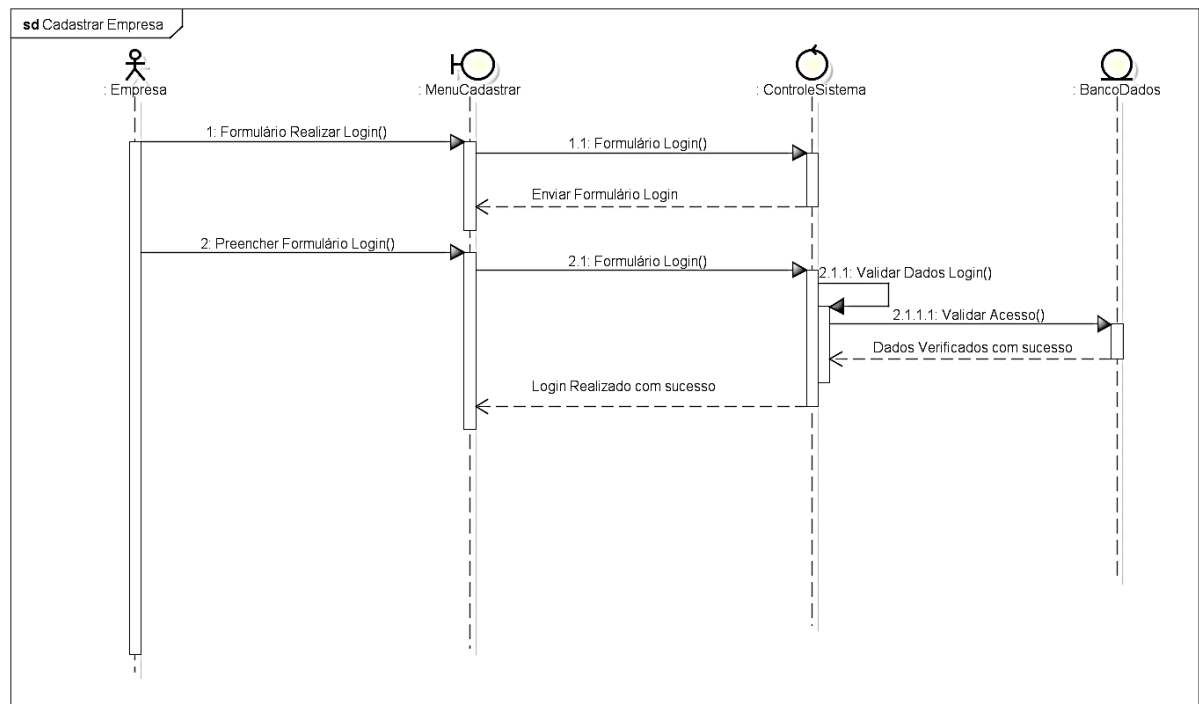 sd Cadastrar Empresa
: Empresa
: MenuCadastrar
: ControleSistema
: BancoDados
1: Formulário Realizar Login()
1.1: Formulário Login()
Enviar Formulário Login
2: Preencher Formulário Login()
2.1: Formulário Login()
2.1.1: Validar Dados Login()
2.1.1.1: Validar Acesso()
Dados Verificados com sucesso
Login Realizado com sucesso